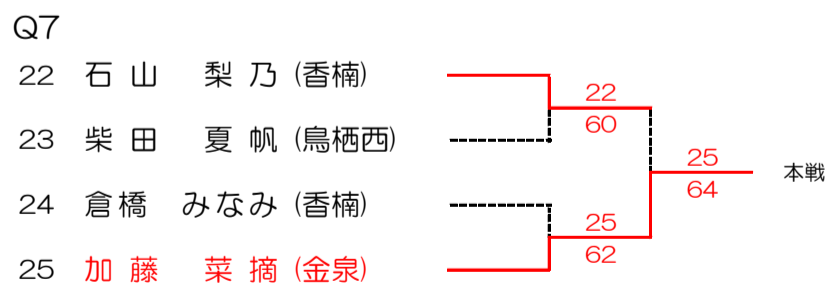 Q7
22 石山 梨乃 (香楠)
23 柴田 夏帆 (鳥栖西)
24 倉橋 みなみ (香楠)
25 加藤 菜摘 (金泉)
22
60
25
62
25
64
本戦